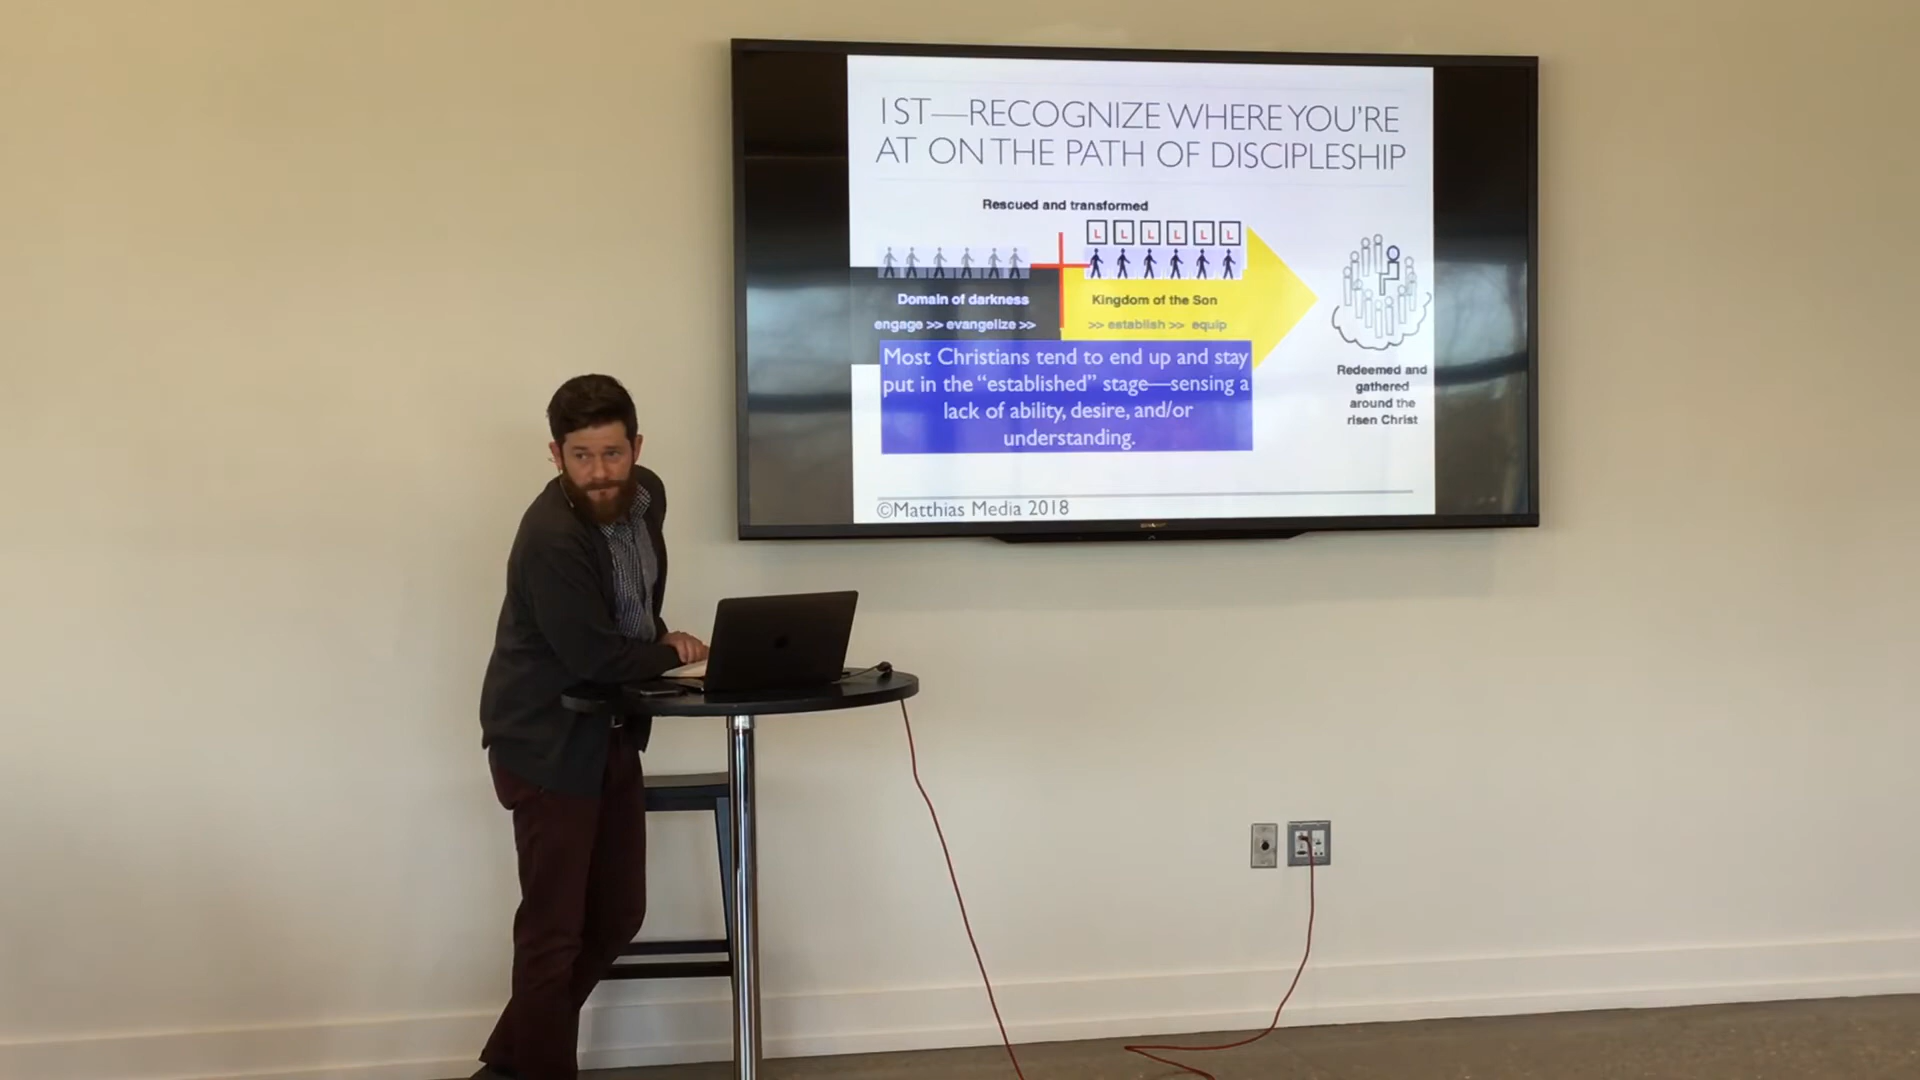 1ST—RECOGNIZE WHERE YOU'RE
AT ON THE PATH OF DISCIPLESHIP
Rescued and transformed
L L L L L L
Domain of darkness
Kingdom of the Son
engage >> evangelize >>
>> establish >> equip
Most Christians tend to end up and stay
put in the “established” stage—sensing a
lack of ability, desire, and/or
understanding.
Redeemed and
gathered
around the
risen Christ
©Matthias Media 2018